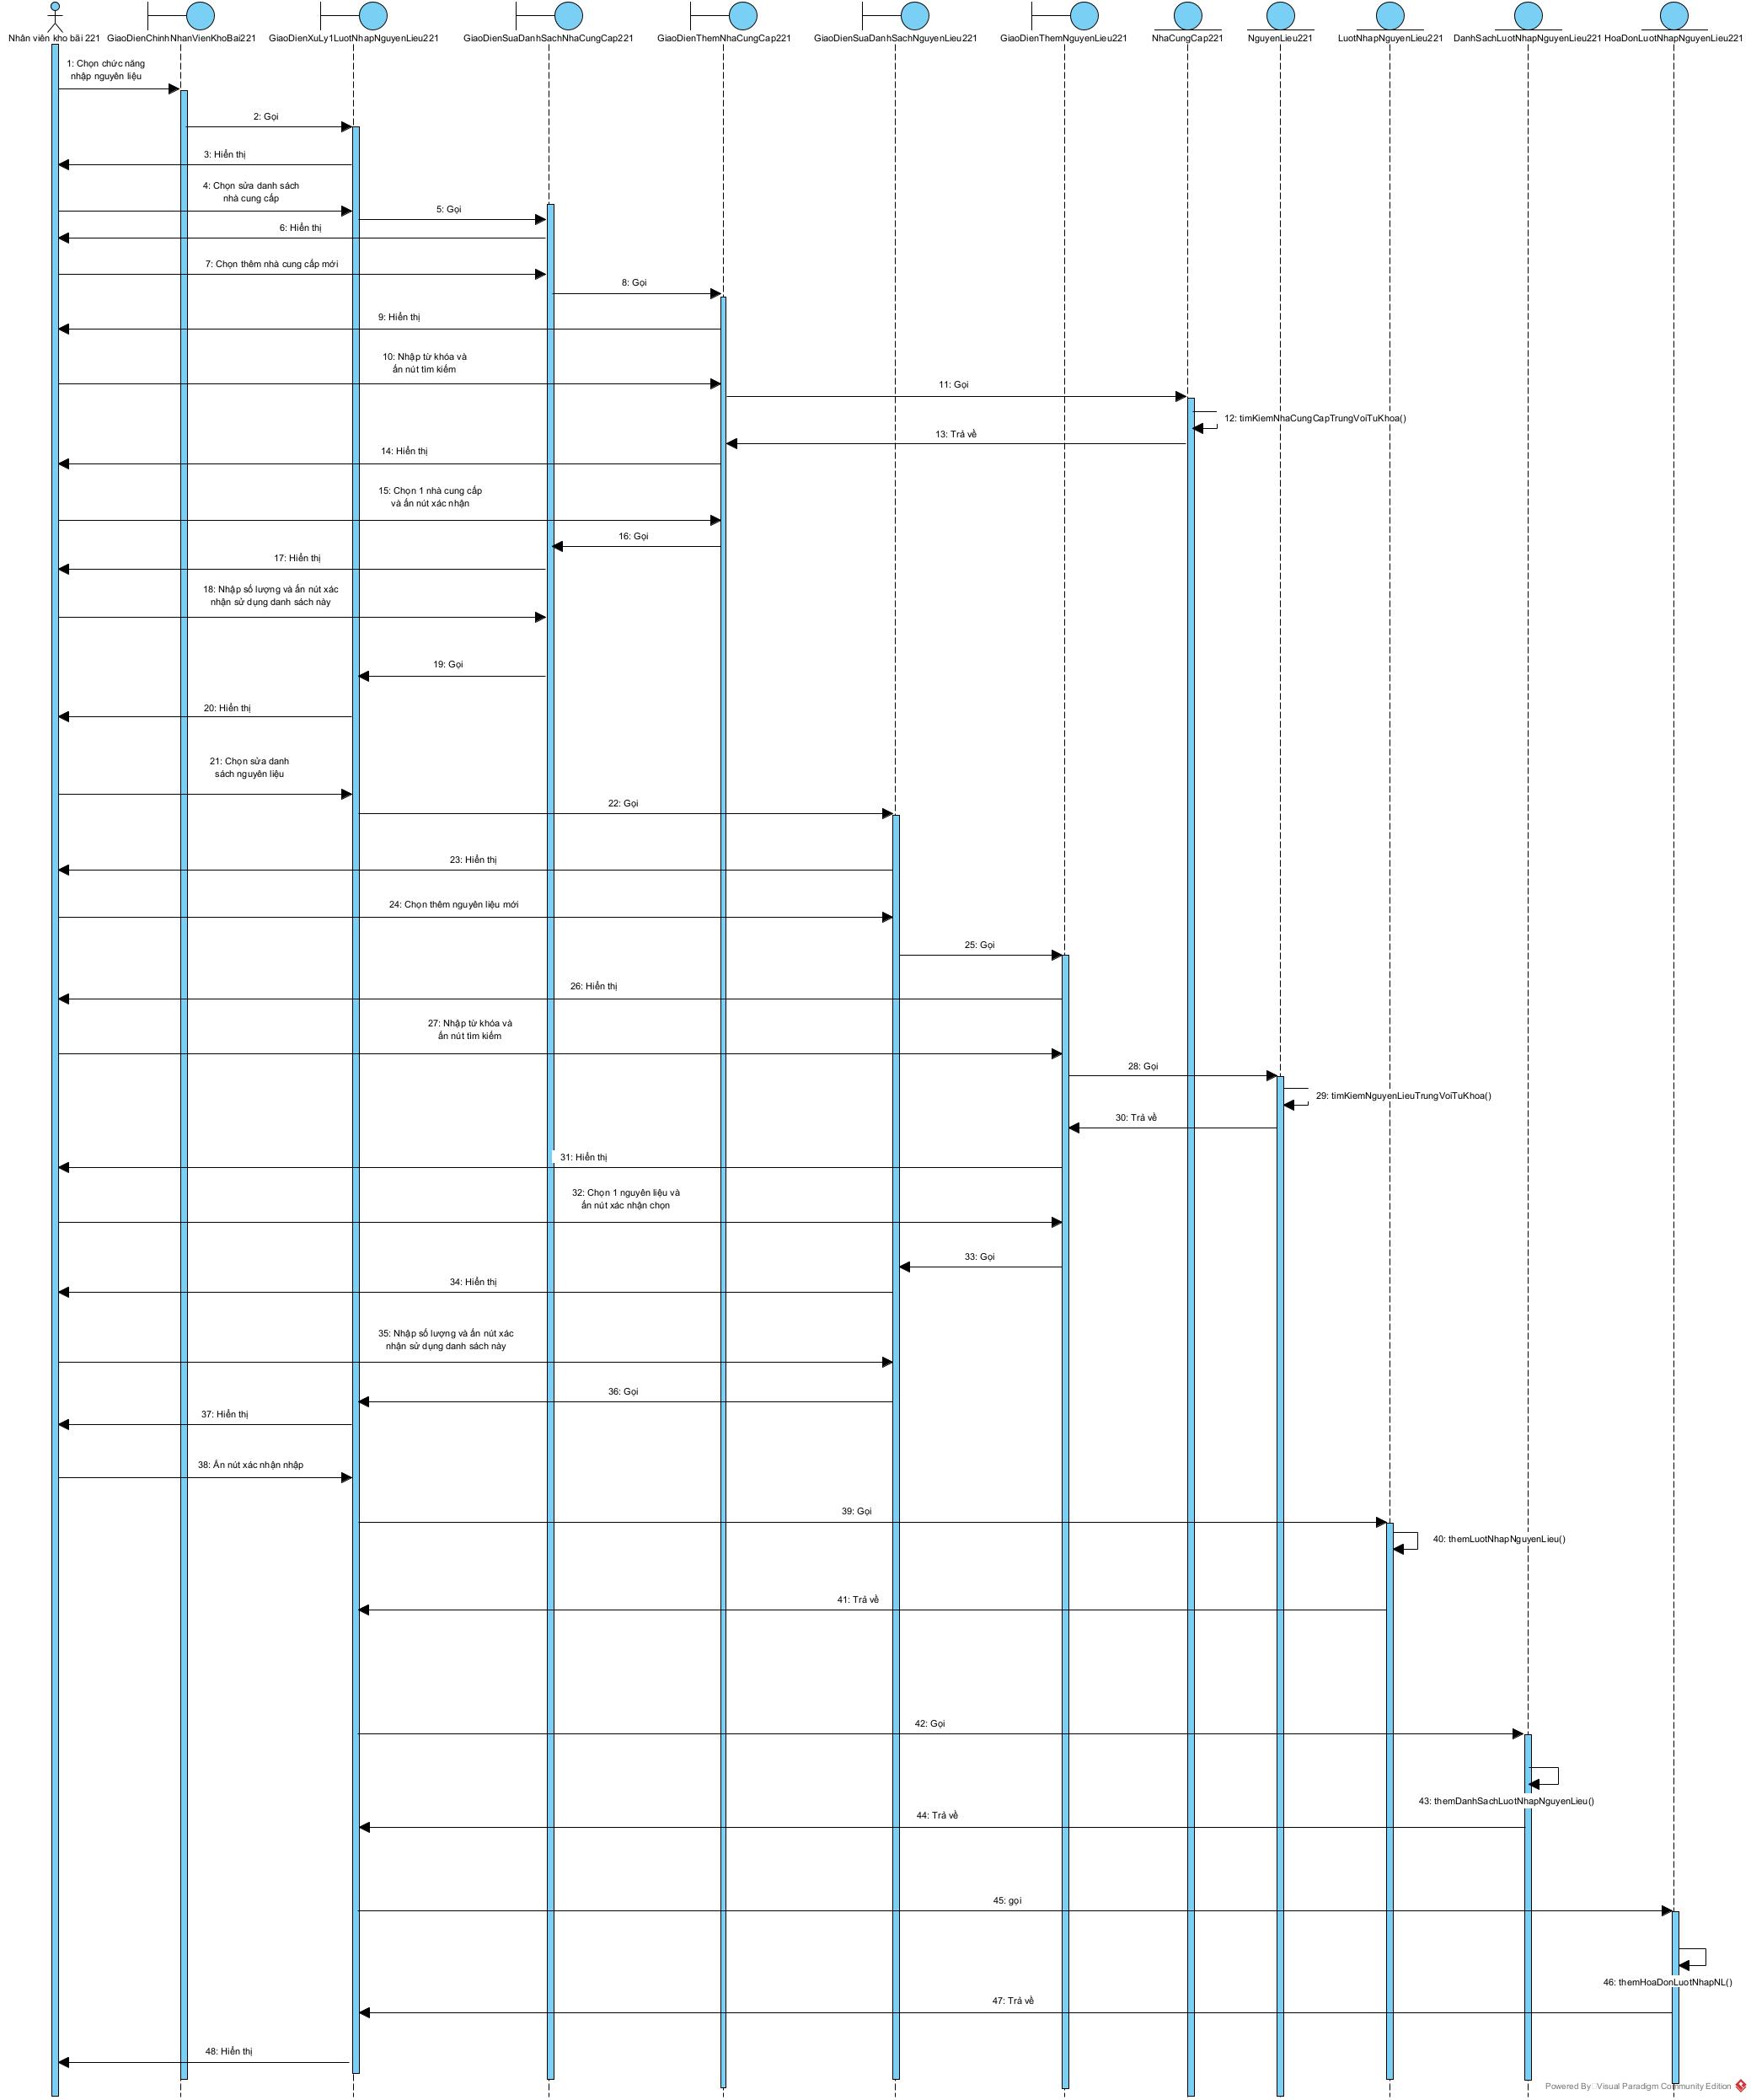 Nhân viên kho bãi 221
GiaoDienChinhNhanVienKhoBai221
GiaoDienXuLy1LuotNhapNguyenLieu221
GiaoDienSuaDanhSachNhaCungCap221
GiaoDienThemNhaCungCap221
GiaoDienSuaDanhSachNguyenLieu221
GiaoDienThemNguyenLieu221
NhaCungCap221
NguyenLieu221
LuotNhapNguyenLieu221
DanhSachLuotNhapNguyenLieu221
HoaDonLuotNhapNguyenLieu221
1: Chọn chức năng
nhập nguyên liệu
2: Gọi
3: Hiển thị
4: Chọn sửa danh sách
nhà cung cấp
5: Gọi
6: Hiển thị
7: Chọn thêm nhà cung cấp mới
8: Gọi
9: Hiển thị
10: Nhập từ khóa và
ấn nút tìm kiếm
11: Gọi
12: timKiemNhaCungCapTrungVoiTuKhoa()
13: Trả về
14: Hiển thị
15: Chọn 1 nhà cung cấp
và ấn nút xác nhận
16: Gọi
17: Hiển thị
18: Nhập số lượng và ấn nút xác
nhận sử dụng danh sách này
19: Gọi
20: Hiển thị
21: Chọn sửa danh
sách nguyên liệu
22: Gọi
23: Hiển thị
24: Chọn thêm nguyên liệu mới
25: Gọi
26: Hiển thị
27: Nhập từ khóa và
ấn nút tìm kiếm
28: Gọi
29: timKiemNguyenLieuTrungVoiTuKhoa()
30: Trả về
31: Hiển thị
32: Chọn 1 nguyên liệu và
ấn nút xác nhận chọn
33: Gọi
34: Hiển thị
35: Nhập số lượng và ấn nút xác
nhận sử dụng danh sách này
36: Gọi
37: Hiển thị
38: Ấn nút xác nhận nhập
39: Gọi
40: themLuotNhapNguyenLieu()
41: Trả về
42: Gọi
43: themDanhSachLuotNhapNguyenLieu()
44: Trả về
45: gọi
46: themHoaDonLuotNhapNL()
47: Trả về
48: Hiển thị
Powered By: Visual Paradigm Community Edition